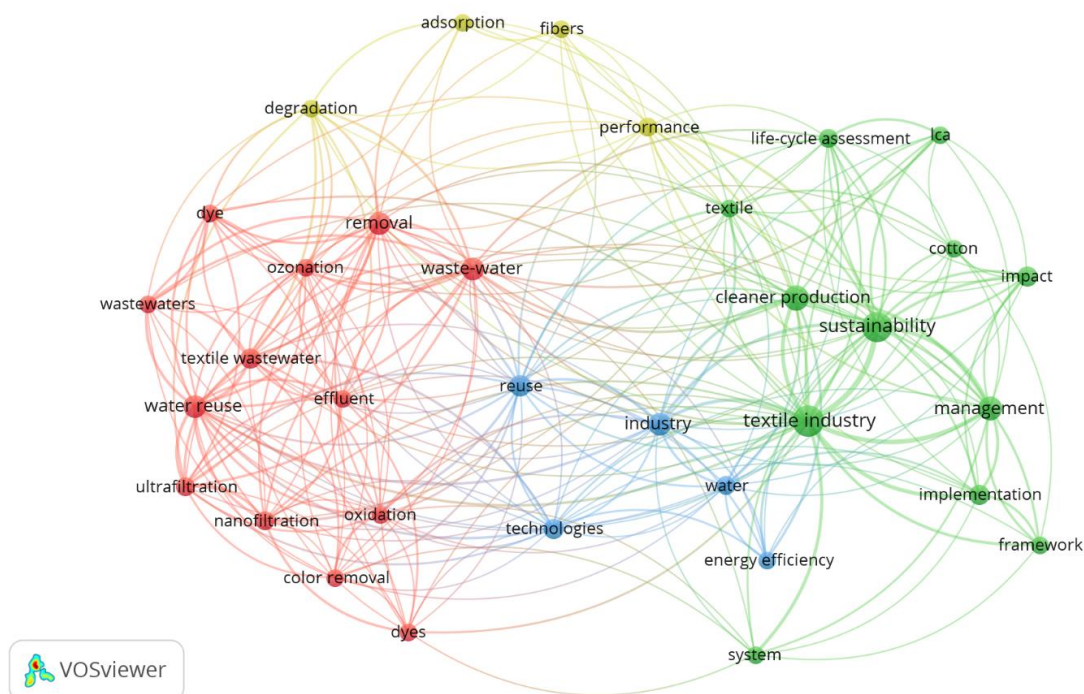 adsorption
fibers
degradation
performance
life-cycle assessment
lca
dye
removal
textile
ozonation
waste-water
cotton
impact
wastewaters
cleaner production
sustainability
textile wastewater
reuse
water reuse
effluent
industry
textile industry
management
ultrafiltration
water
implementation
nanofiltration
oxidation
technologies
framework
color removal
energy efficiency
dyes
system
VOSviewer